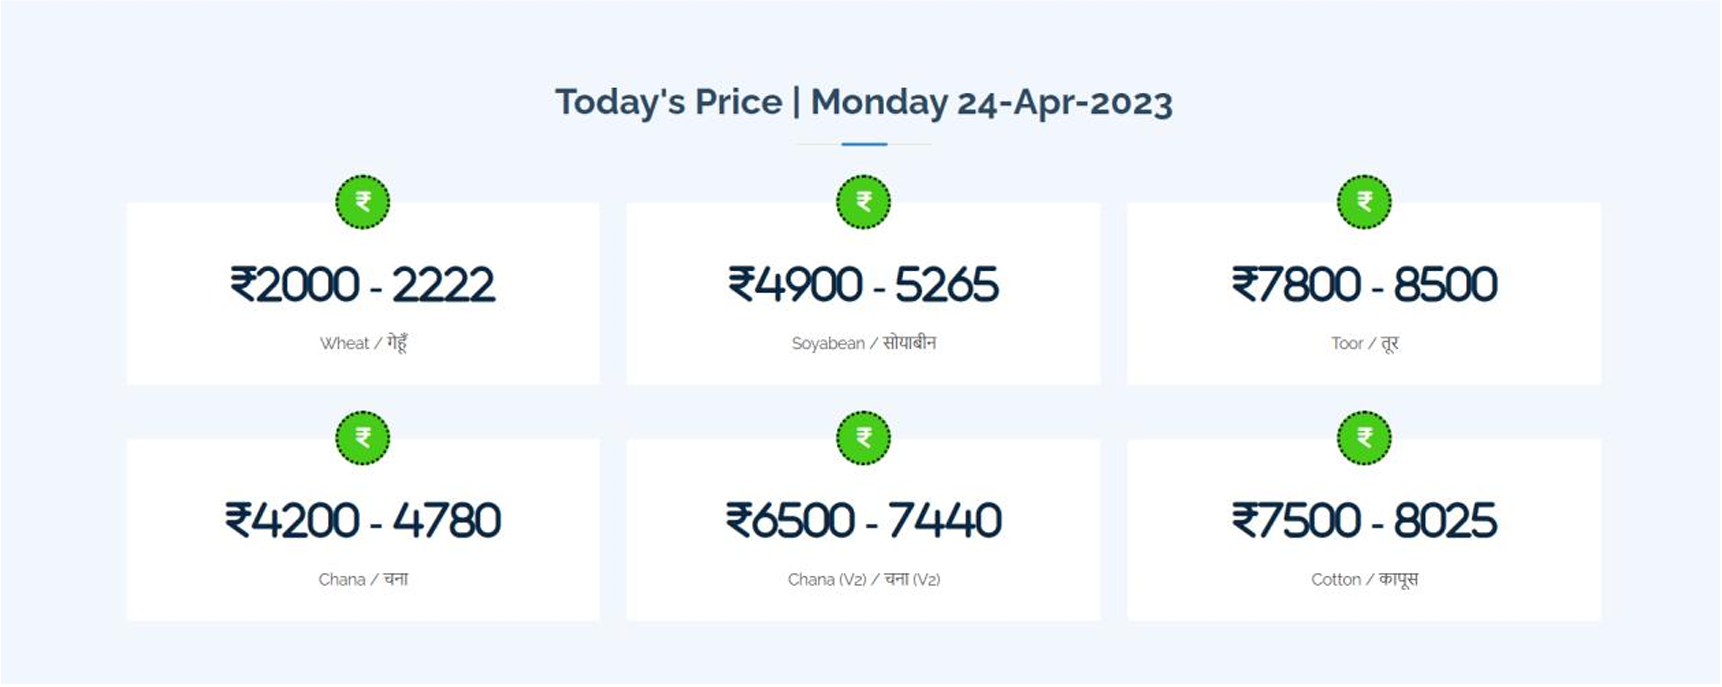 Today's Price | Monday 24-Apr-2023
₹
₹2000 - 2222
Wheat / गेहूँ
₹
₹4900 - 5265
Soyabean / सोयाबीन
₹
₹7800 - 8500
Toor / तूर
₹
₹4200 - 4780
Chana / चना
₹
₹6500 - 7440
Chana (V2) / चना (V2)
₹
₹7500 - 8025
Cotton / कापूस